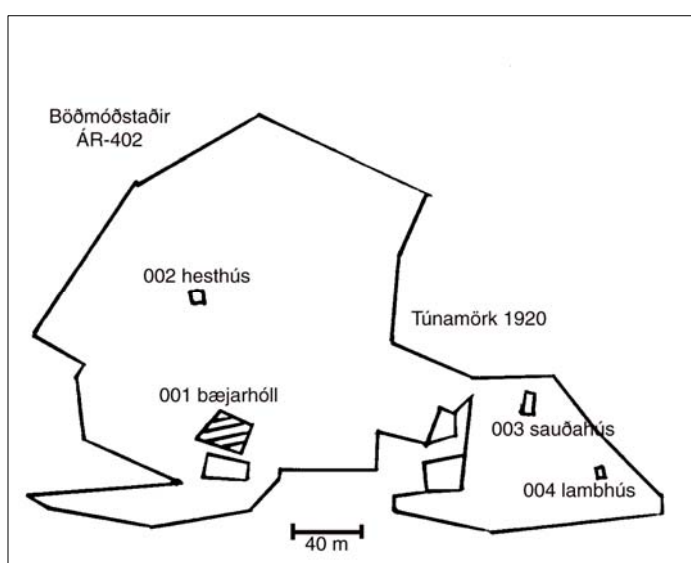 Böðmóðstaðir
ÁR-402
002 hesthús
Túnamörk 1920
001 bæjarhóll
003 sauðahús
004 lambhús
40 m